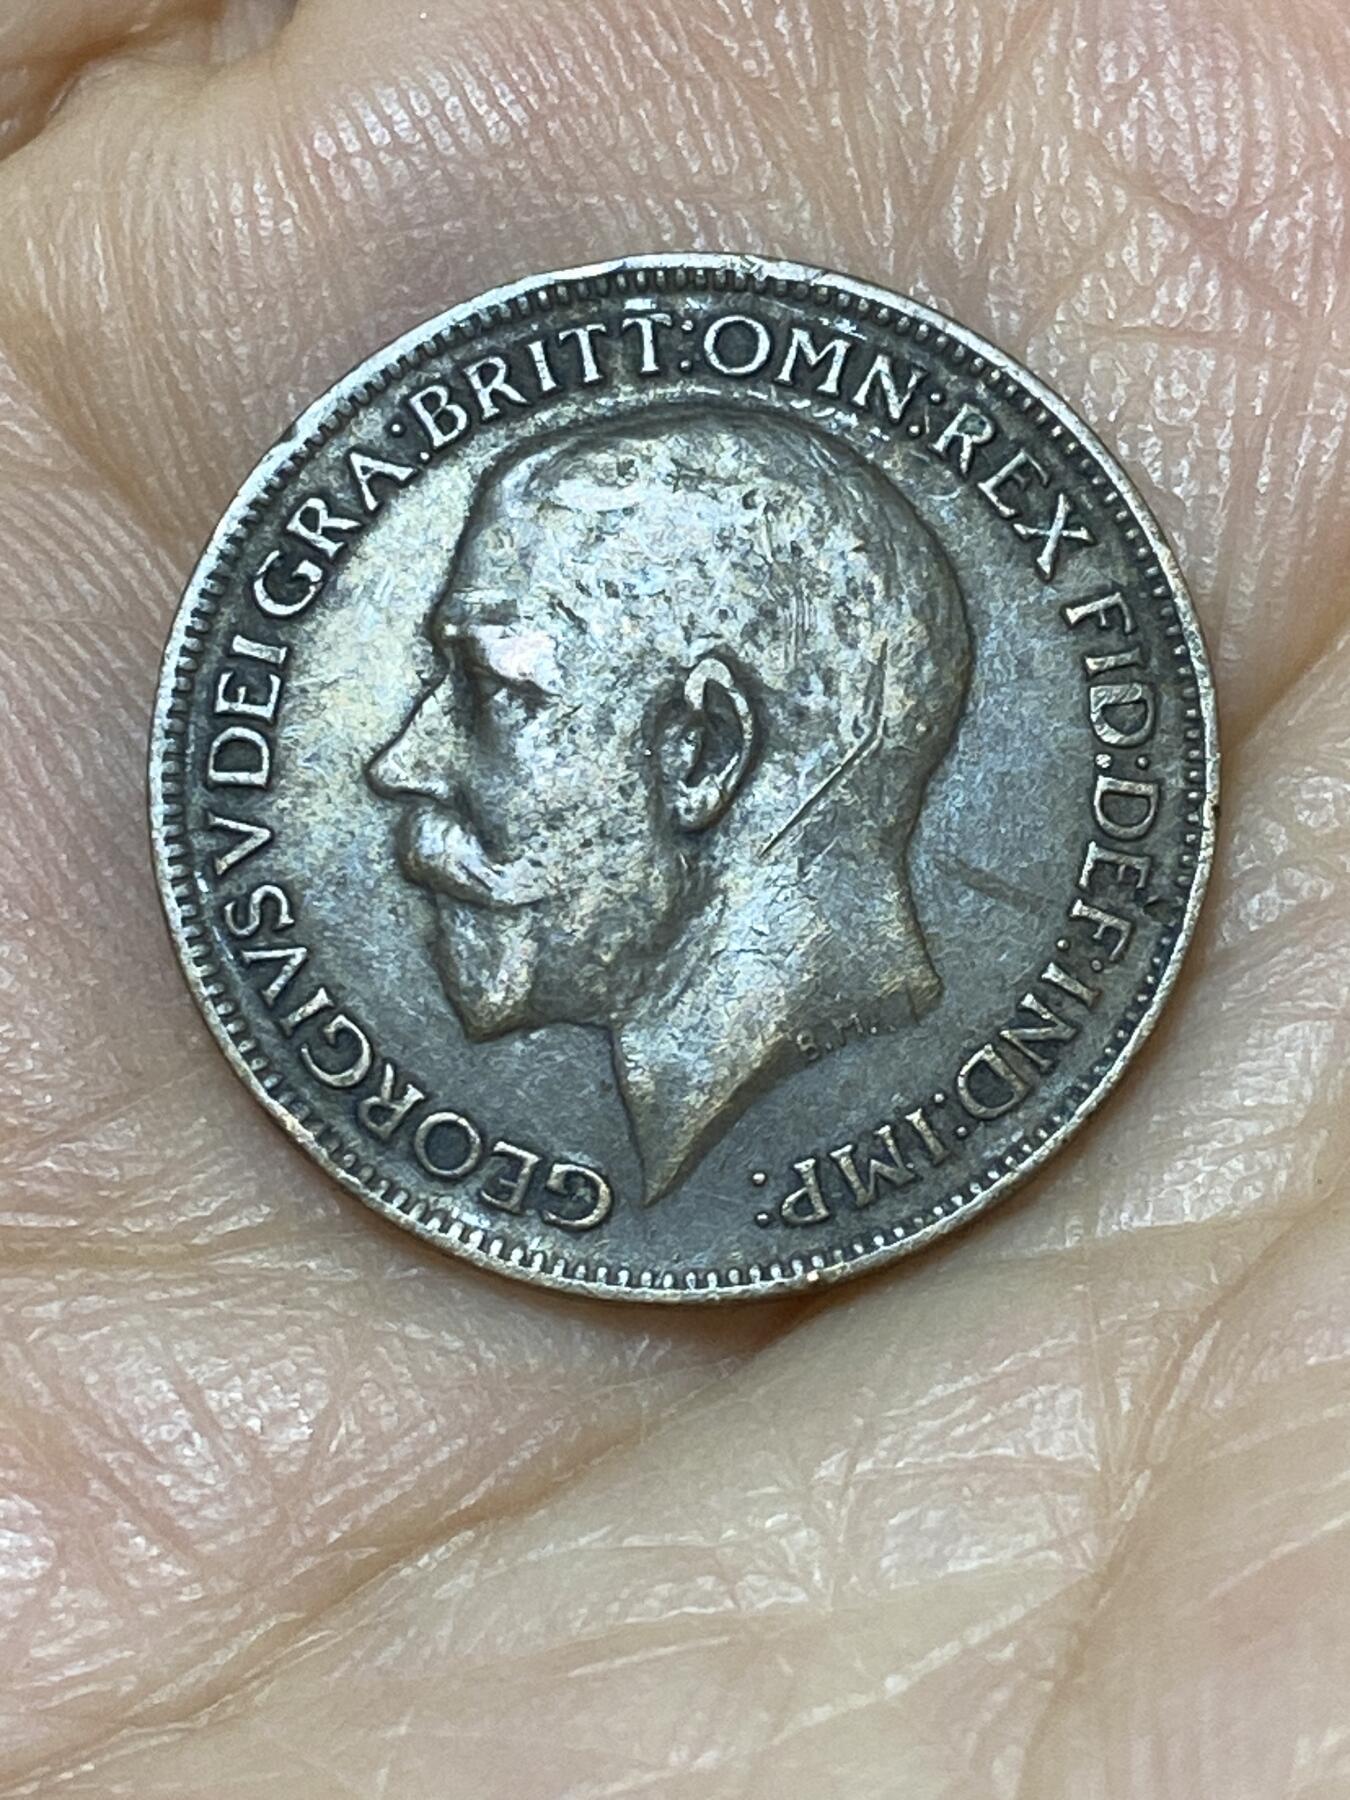 GEORGIVS V DEI GRA: BRITT: OMN: REX FID: DEF: IND: IMP:
B.M.